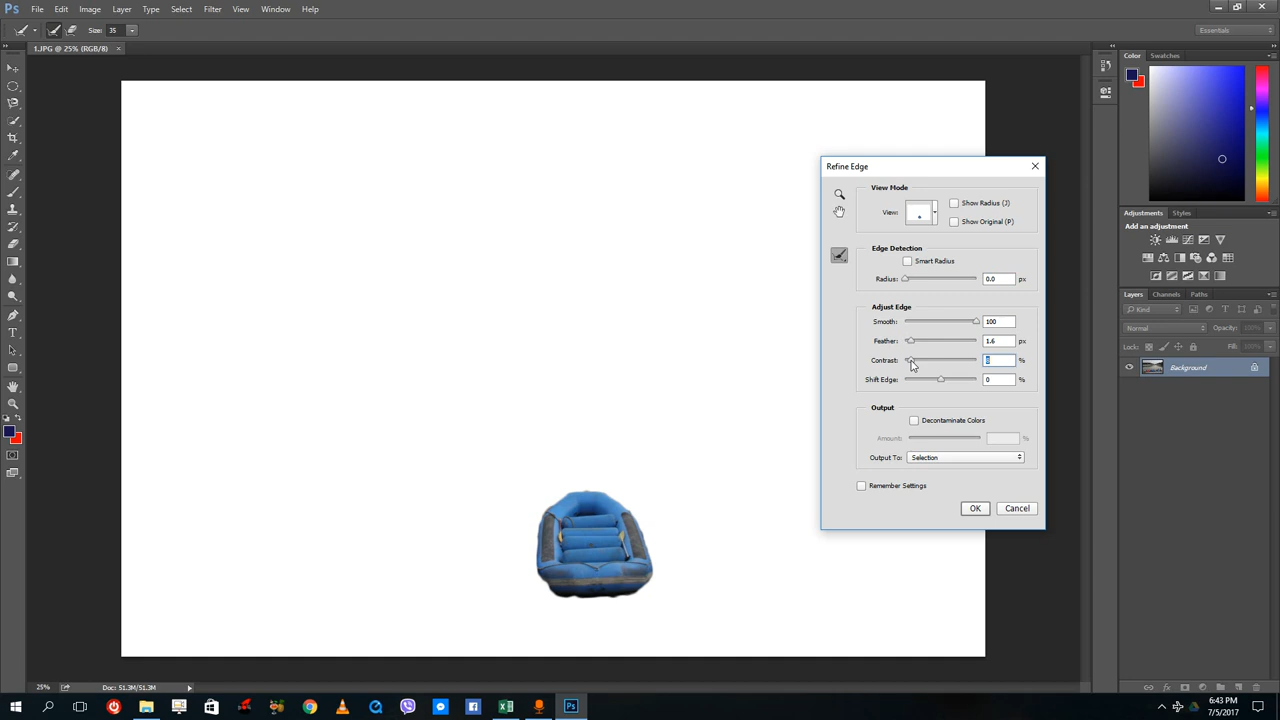 Ps File Edit Image Layer Type Select Filter View Window Help
Size: 35 Essentials
1.JPG @ 25% (RGB/8) ×
Color Swatches
Refine Edge
View Mode
View: Show Radius (J)
Show Original (P)
Edge Detection
Smart Radius
Radius: 0.0 px
Adjust Edge
Smooth: 100
Feather: 1.6 px
Contrast: %
Shift Edge: 0 %
Output
Decontaminate Colors
Amount: %
Output To: Selection
Remember Settings
OK Cancel
Adjustments Styles
Add an adjustment
Layers Channels Paths
Kind
Normal Opacity:
Lock: Fill: 100%
Background
25% Doc: 51.3M/51.3M
6:43 PM
7/5/2017